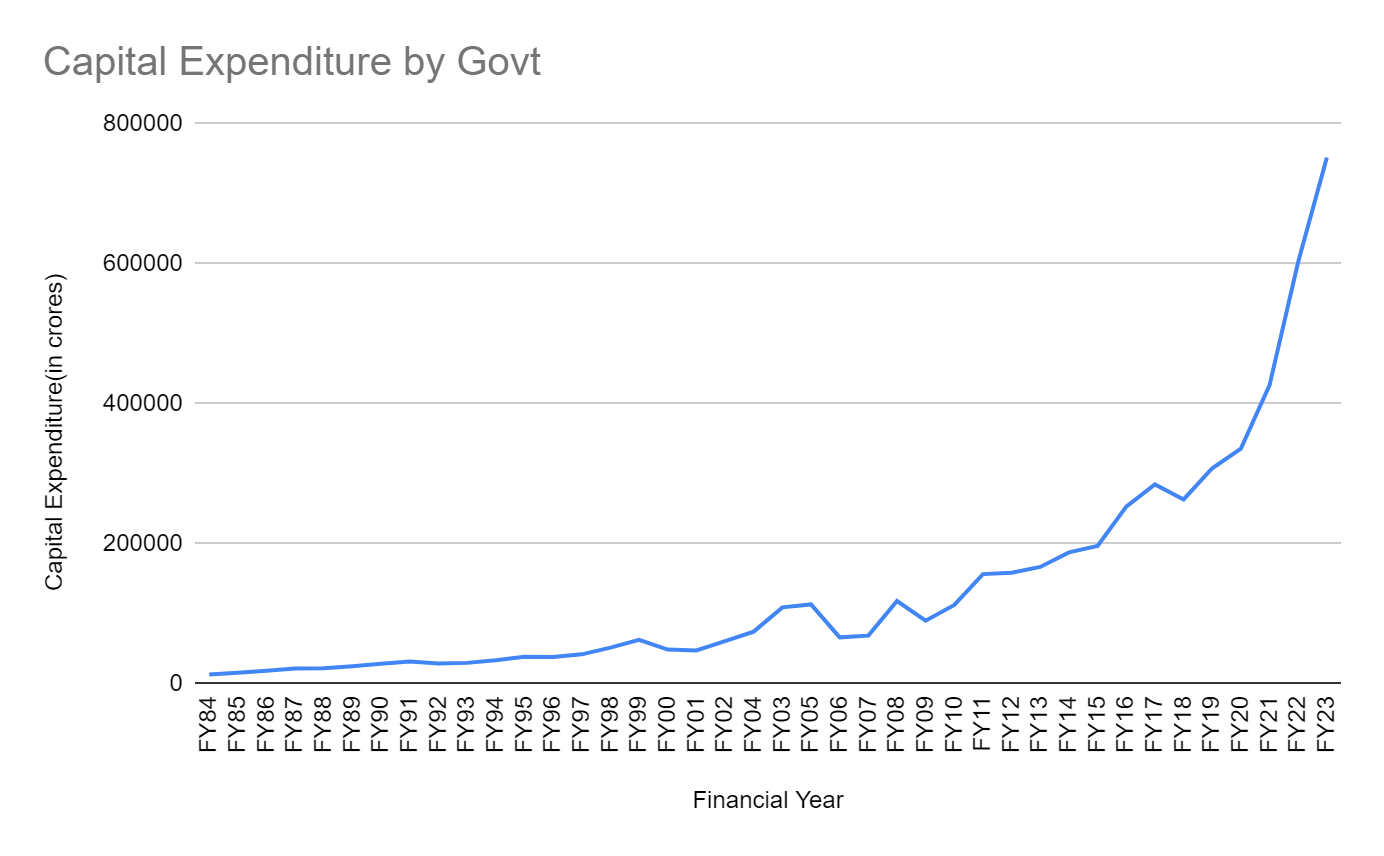 Capital Expenditure by Govt
800000
600000
400000
200000
0
Capital Expenditure(in crores)
FY84
FY85
FY86
FY87
FY88
FY89
FY90
FY91
FY92
FY93
FY94
FY95
FY96
FY97
FY98
FY99
FY00
FY01
FY02
FY04
FY03
FY05
FY06
FY07
FY08
FY09
FY10
FY11
FY12
FY13
FY14
FY15
FY16
FY17
FY18
FY19
FY20
FY21
FY22
FY23
Financial Year